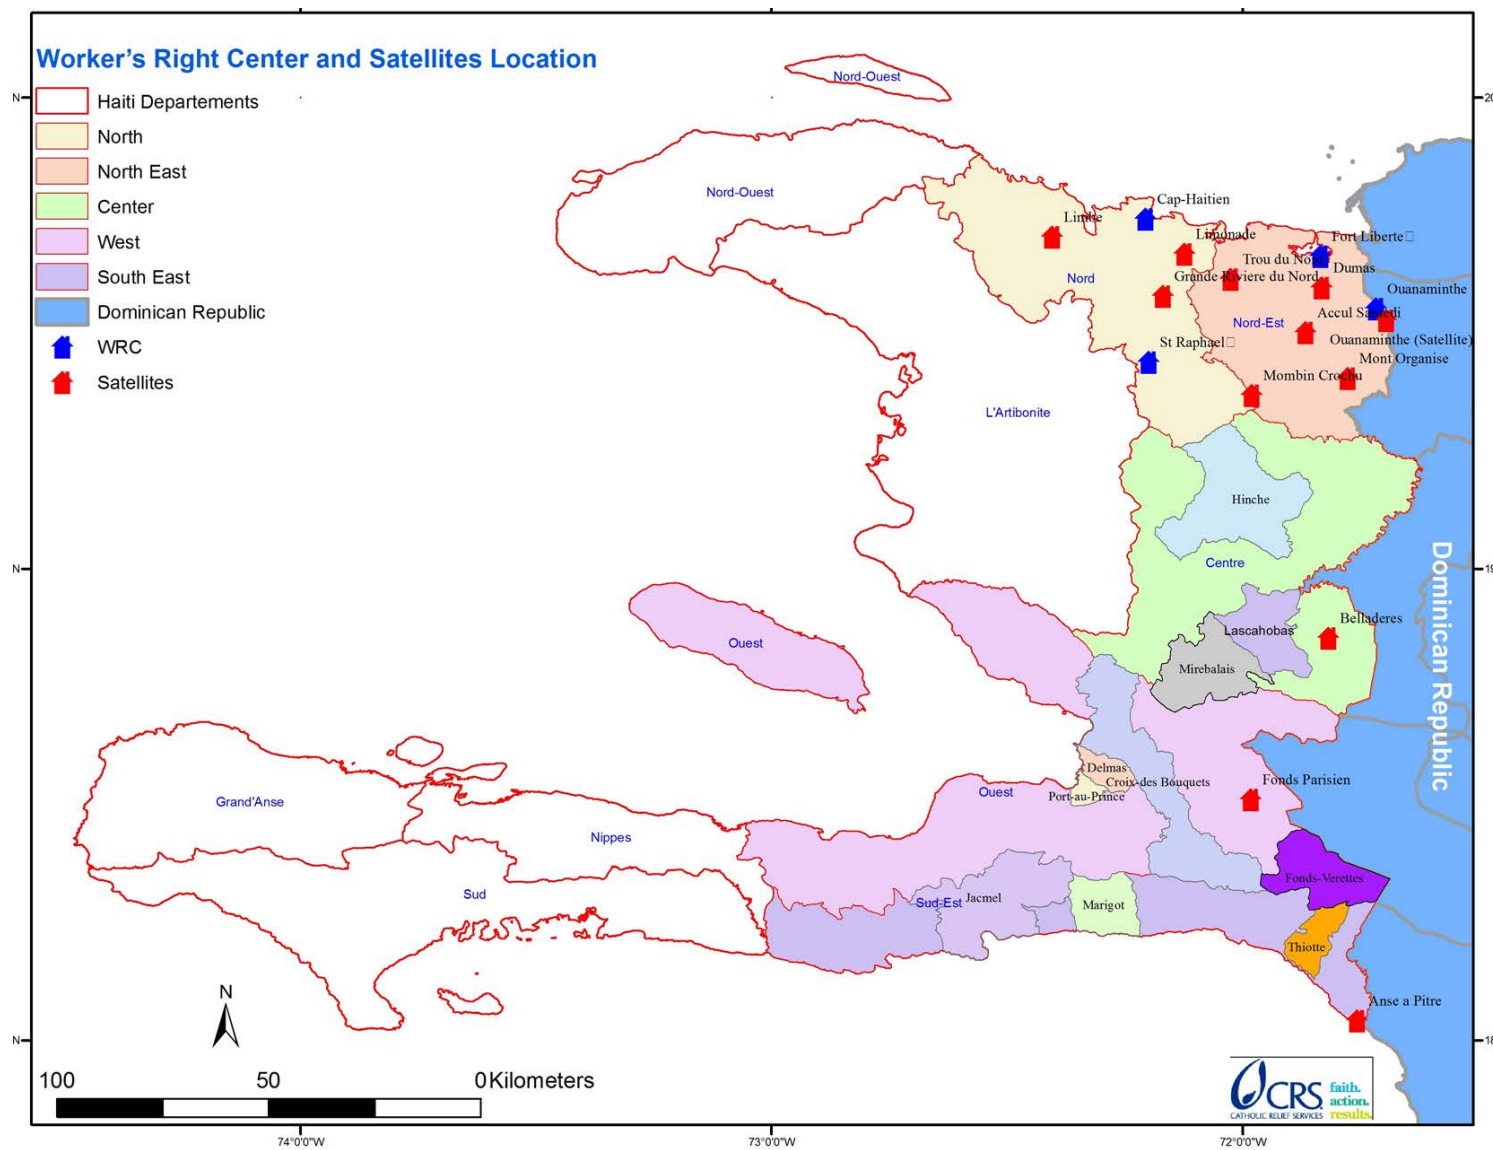 Worker's Right Center and Satellites Location
Haiti Departements
North
North East
Center
West
South East
Dominican Republic
WRC
Satellites
Nord-Ouest
Nord-Ouest
Cap-Haitien
Limbe
Limonade
Fort Liberte
Trou du Nord
Dumas
Nord
Grande Riviere du Nord
Ouanaminthe
Accul Samedi
Nord-Est
St Raphael
Ouanaminthe (Satellite)
Mont Organise
Mombin Crochu
L'Artibonite
Hinche
Centre
Dominican Republic
Belladeres
Lascahobas
Ouest
Mirebalais
Delmas
Croix-des Bouquets
Fonds Parisien
Port-au-Prince
Ouest
Grand'Anse
Nippes
Sud
Fonds-Verettes
Sud-Est
Jacmel
Marigot
Thiotte
Anse a Pitre
N
100 50 0 Kilometers
CRS
CATHOLIC RELIEF SERVICES
faith.
action.
results.
N
20
N
19
N
18
74°0'0"W
73°0'0"W
72°0'0"W